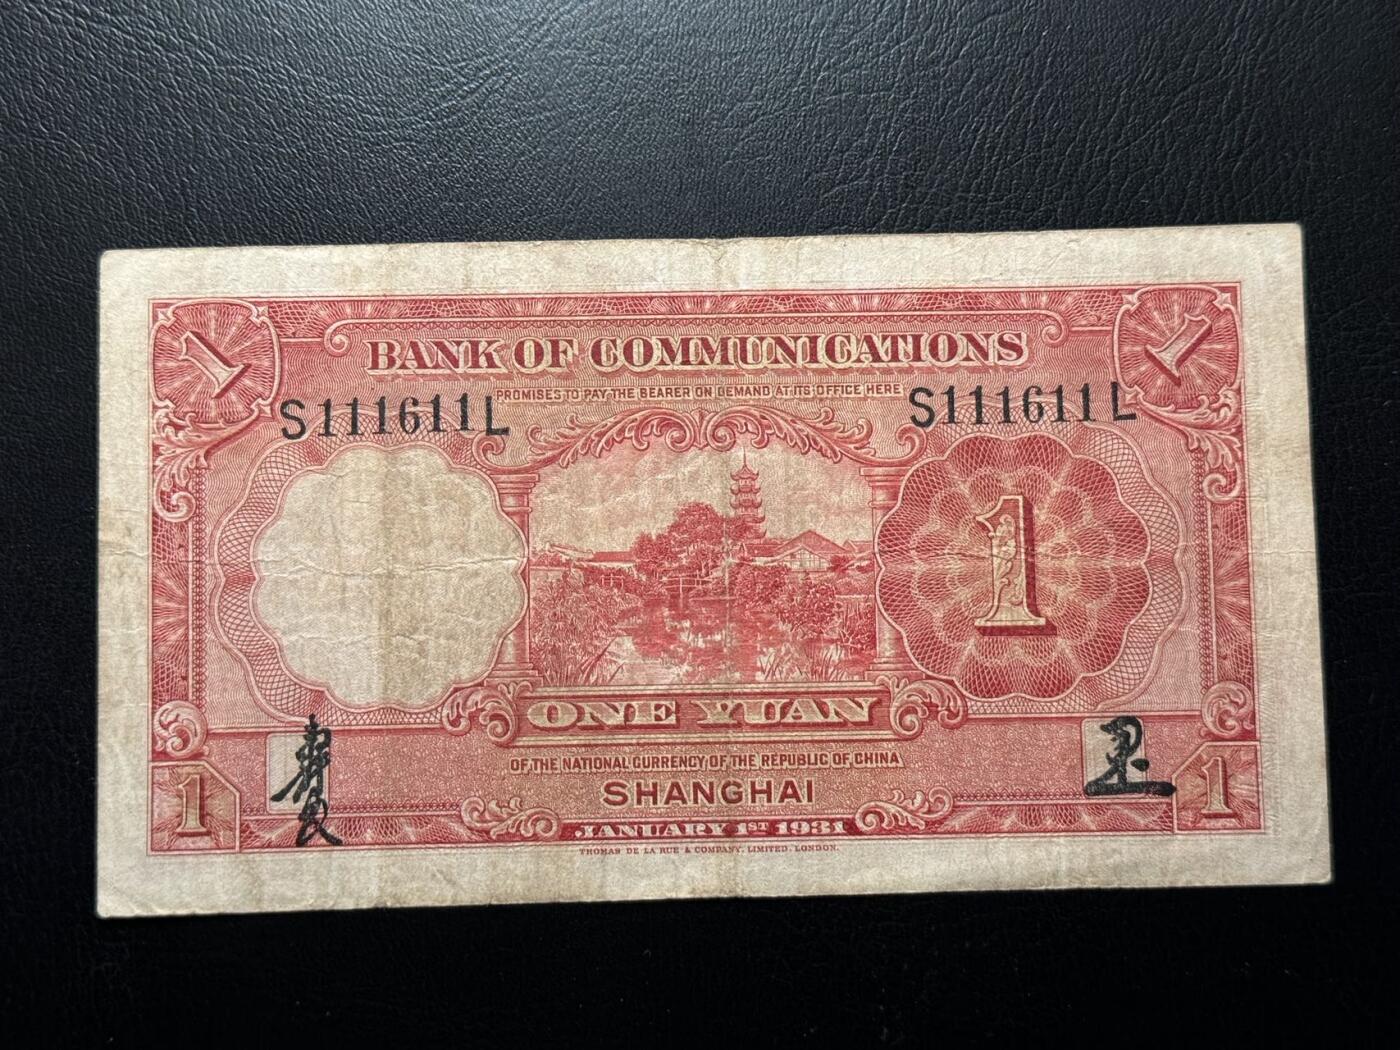 1 1
BANK OF COMMUNICATIONS
PROMISES TO PAY THE BEARER ON DEMAND AT ITS OFFICE HERE
S111611L S111611L
1
ONE YUAN
OF THE NATIONAL CURRENCY OF THE REPUBLIC OF CHINA
SHANGHAI
1 1
JANUARY 1ST 1931
THOMAS DE LA RUE & COMPANY, LIMITED, LONDON.